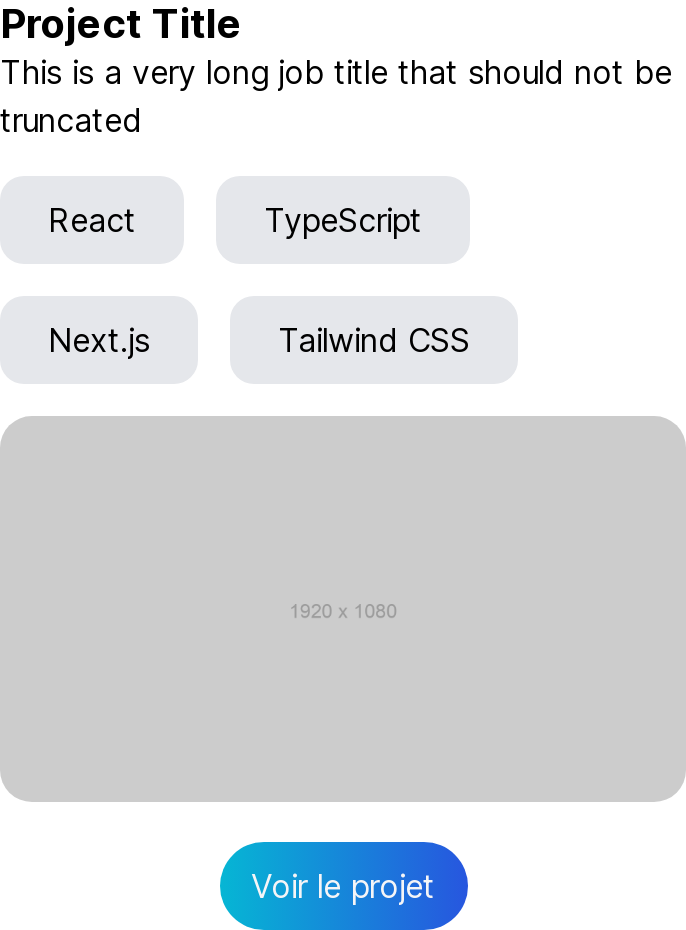 Project Title
This is a very long job title that should not be
truncated
React
TypeScript
Next.js
Tailwind CSS
1920 x 1080
Voir le projet